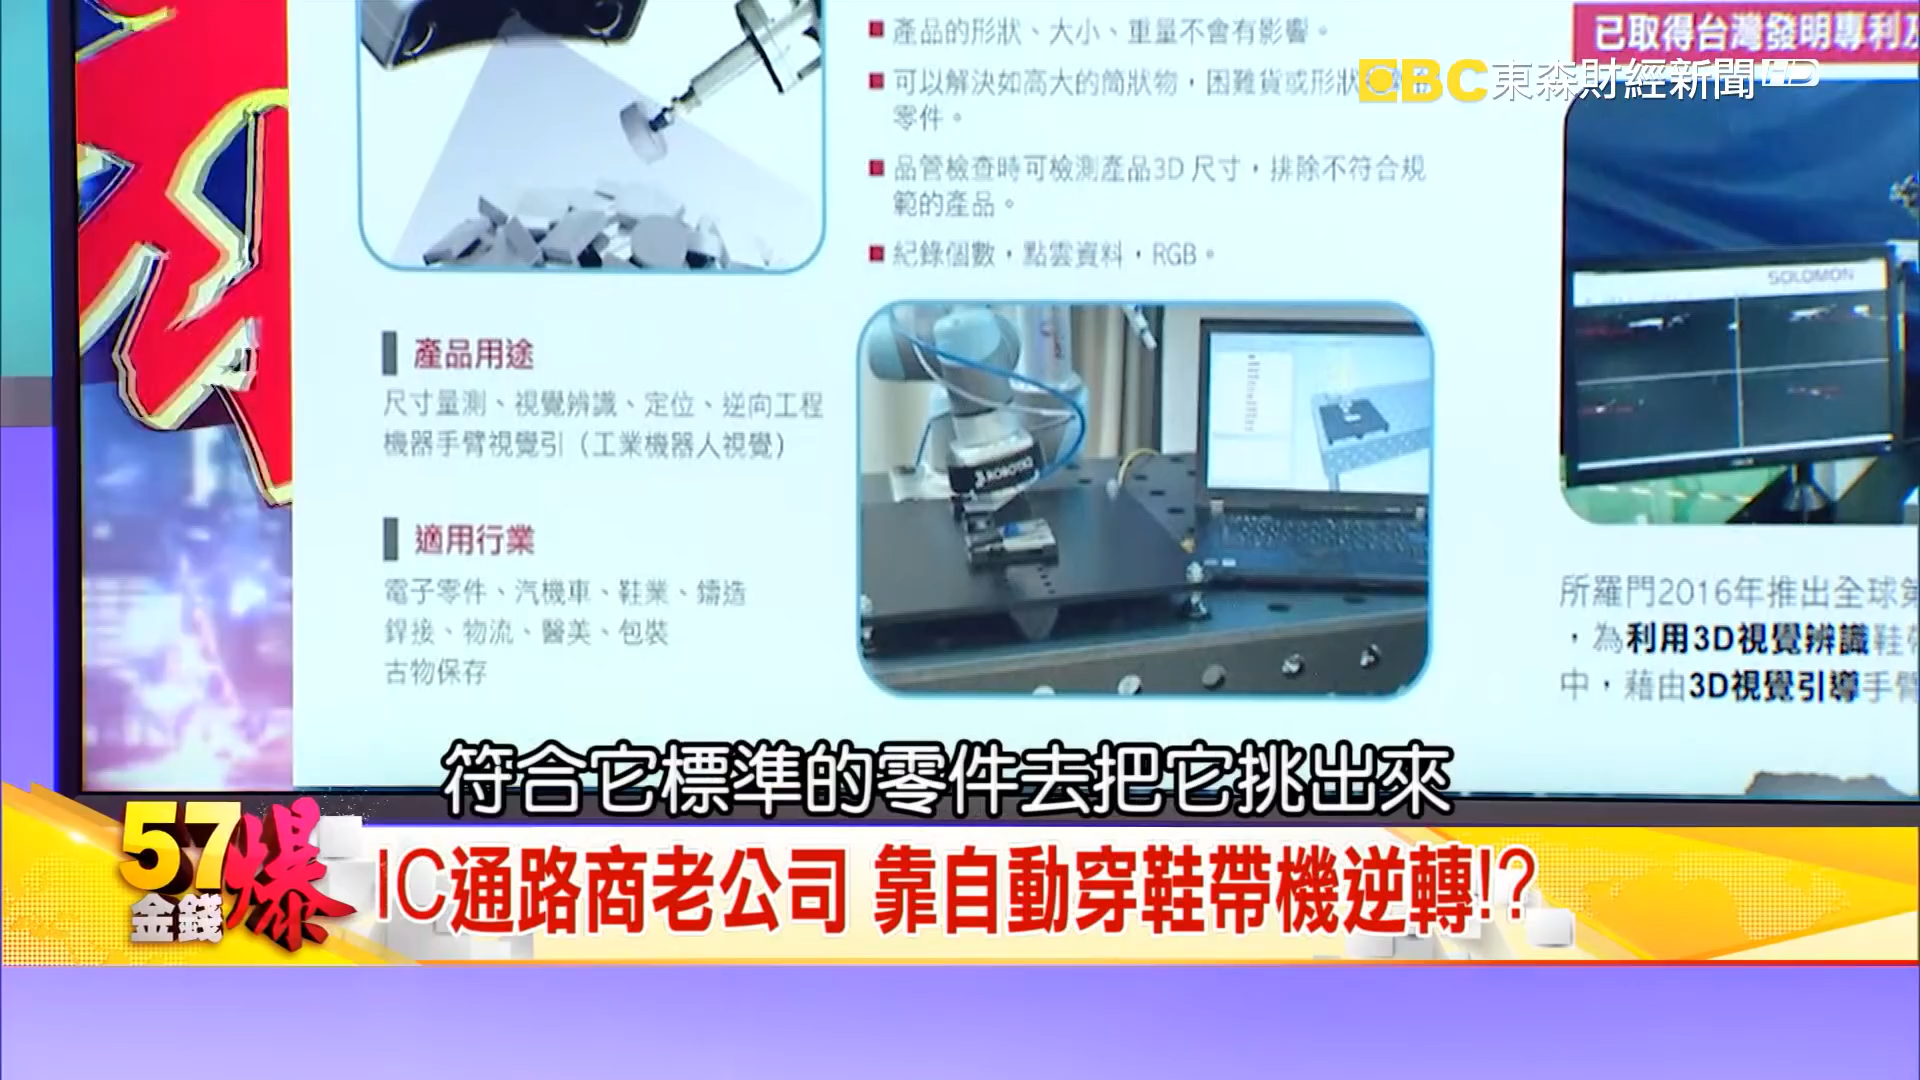 產品的形狀、大小、重量不會有影響。
可以解決如高大的筒狀物，困難貨或形狀
零件。
品管檢查時可檢測產品3D 尺寸，排除不符合規
範的產品。
紀錄個數，點雲資料，RGB。
已取得台灣發明專利及
EBC東森財經新聞HD
產品用途
尺寸量測、視覺辨識、定位、逆向工程
機器手臂視覺引（工業機器人視覺）
適用行業
電子零件、汽機車、鞋業、鑄造
銲接、物流、醫美、包裝
古物保存
SOLOMON
所羅門2016年推出全球第
，為利用3D視覺辨識鞋帶
中，藉由3D視覺引導手臂
符合它標準的零件去把它挑出來
57金錢爆
IC通路商老公司 靠自動穿鞋帶機逆轉!?